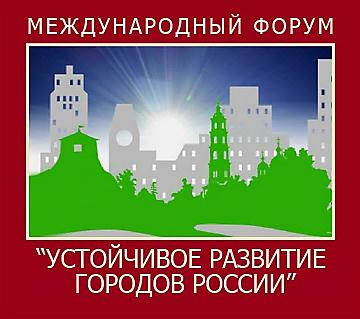 МЕЖДУНАРОДНЫЙ ФОРУМ
“УСТОЙЧИВОЕ РАЗВИТИЕ
ГОРОДОВ РОССИИ”